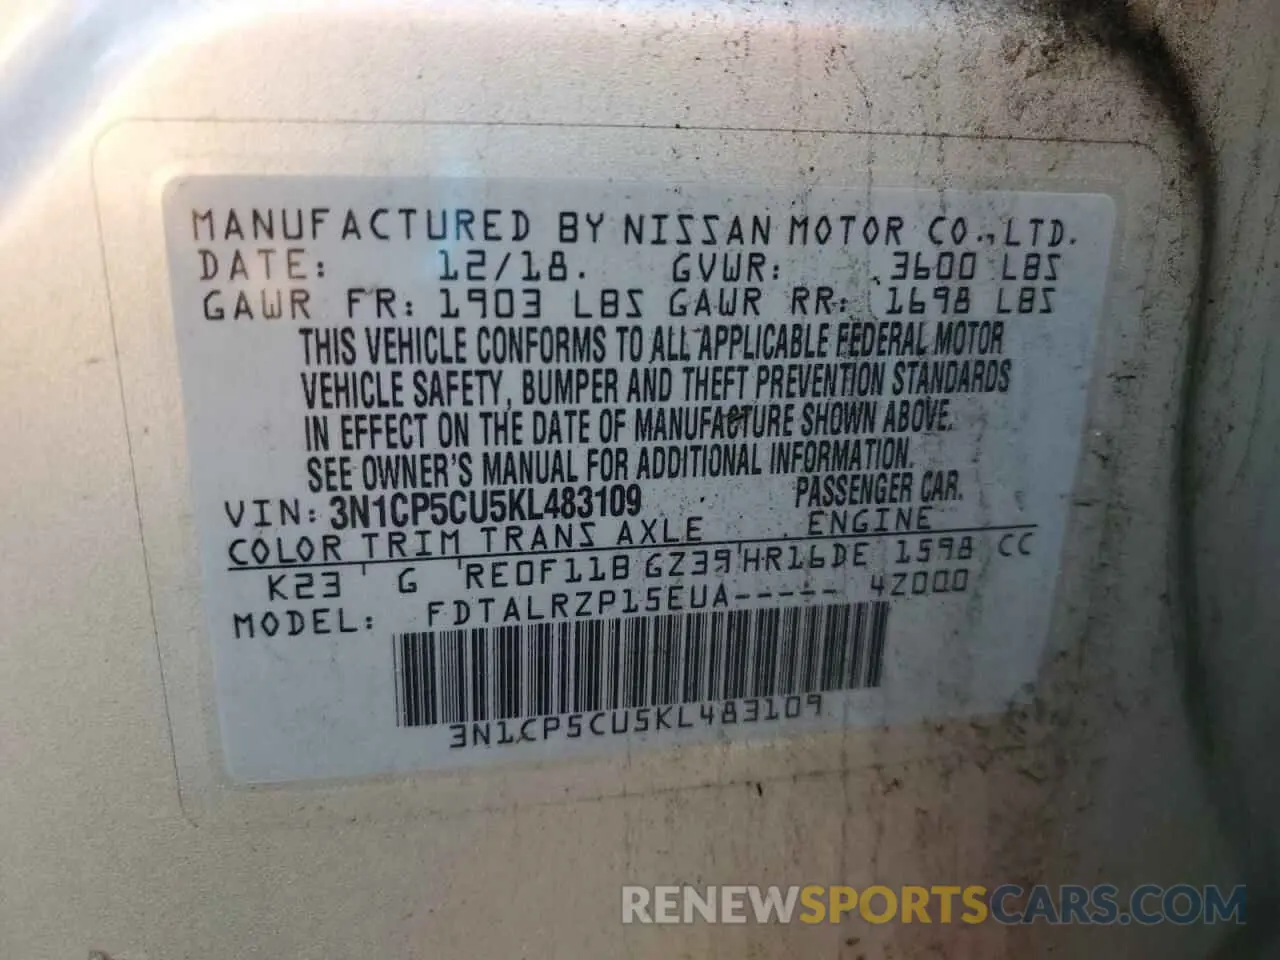 MANUFACTURED BY NISSAN MOTOR CO., LTD.
DATE: 12/18. GVWR: 3600 LBS
GAWR FR: 1903 LBS GAWR RR: 1698 LBS
THIS VEHICLE CONFORMS TO ALL APPLICABLE FEDERAL MOTOR
VEHICLE SAFETY, BUMPER AND THEFT PREVENTION STANDARDS
IN EFFECT ON THE DATE OF MANUFACTURE SHOWN ABOVE.
SEE OWNER'S MANUAL FOR ADDITIONAL INFORMATION.
VIN: 3N1CP5CU5KL483109 PASSENGER CAR.
COLOR TRIM TRANS AXLE ENGINE
K23 G RE0F11B GZ39 HR16DE 1598 CC
MODEL: FDTALRZP15EUA----- 4Z000
3N1CP5CU5KL483109
RENEWSPORTSCARS.COM